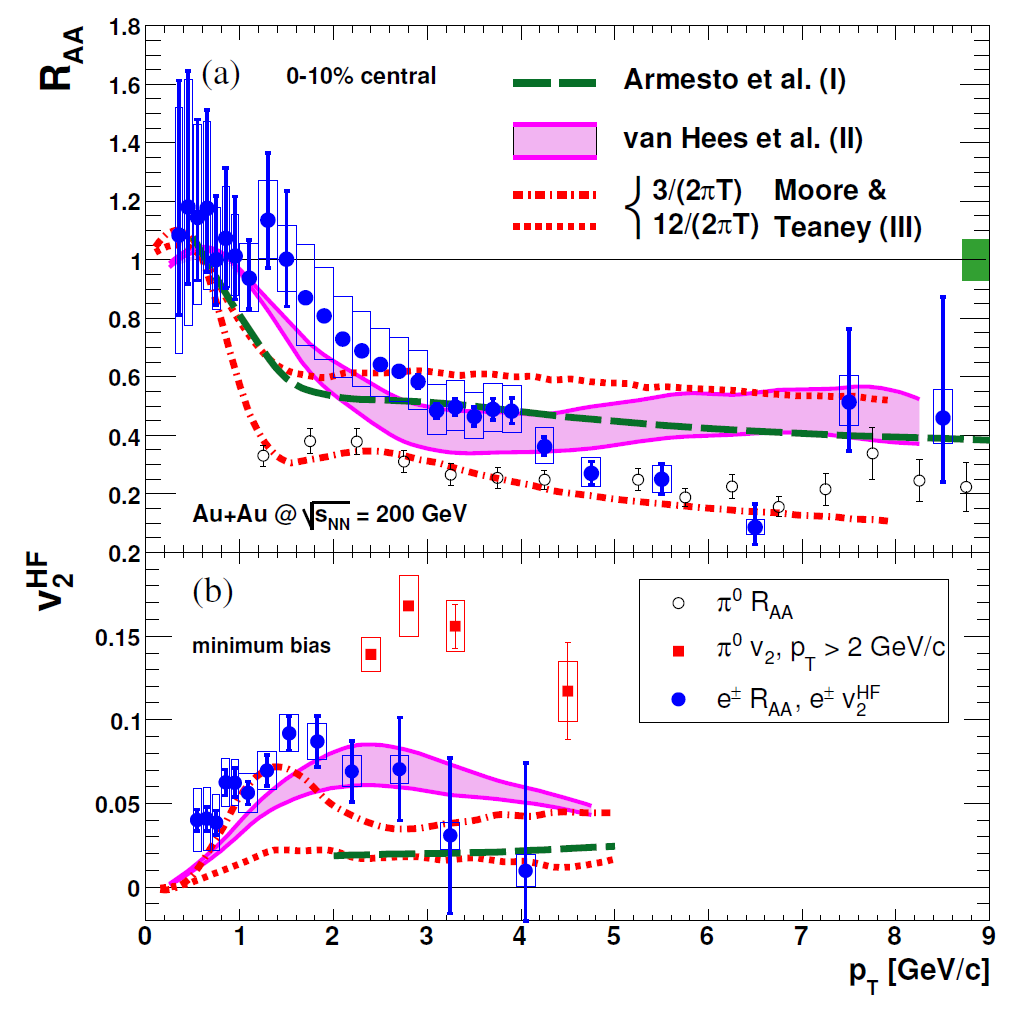 R_AA
1.8
1.6
1.4
1.2
1
0.8
0.6
0.4
0.2
(a)
0-10% central
Armesto et al. (I)
van Hees et al. (II)
3/(2πT) Moore &
12/(2πT) Teaney (III)
Au+Au @ √s_NN = 200 GeV
v_2^HF
0.2
0.15
0.1
0.05
0
(b)
minimum bias
π⁰ R_AA
π⁰ v_2, p_T > 2 GeV/c
e± R_AA, e± v_2^HF
0 1 2 3 4 5 6 7 8 9
p_T [GeV/c]